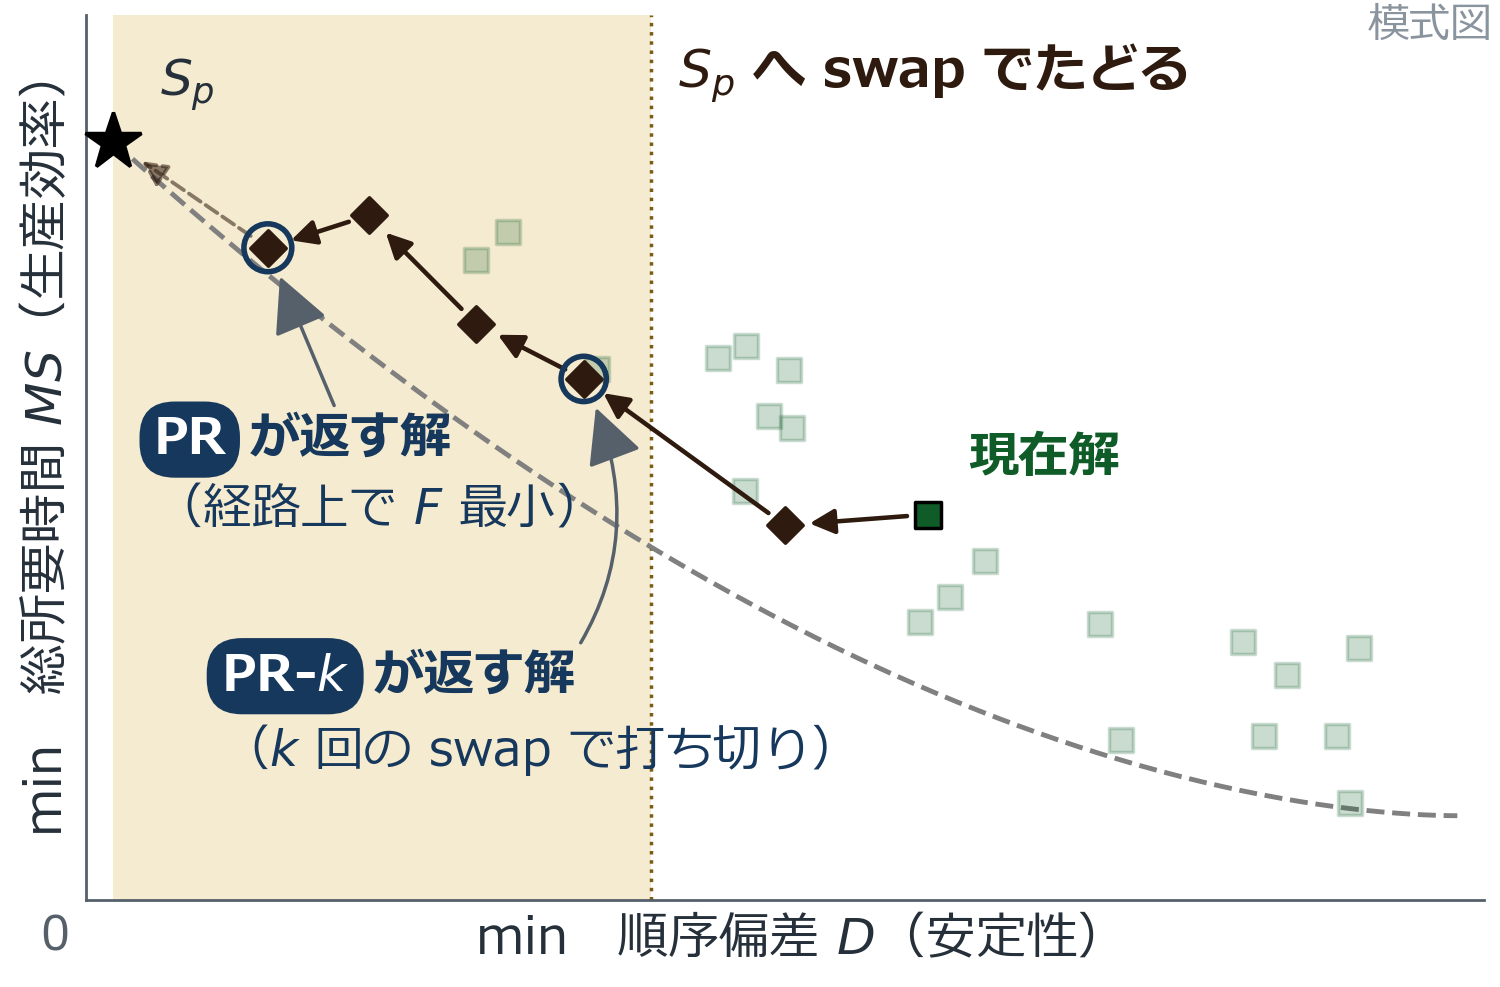 模式図
S_p
S_p へ swap でたどる
現在解
PR が返す解
（経路上で F 最小）
PR-k が返す解
（k 回の swap で打ち切り）
min　総所要時間 MS（生産効率）
0
min　順序偏差 D（安定性）